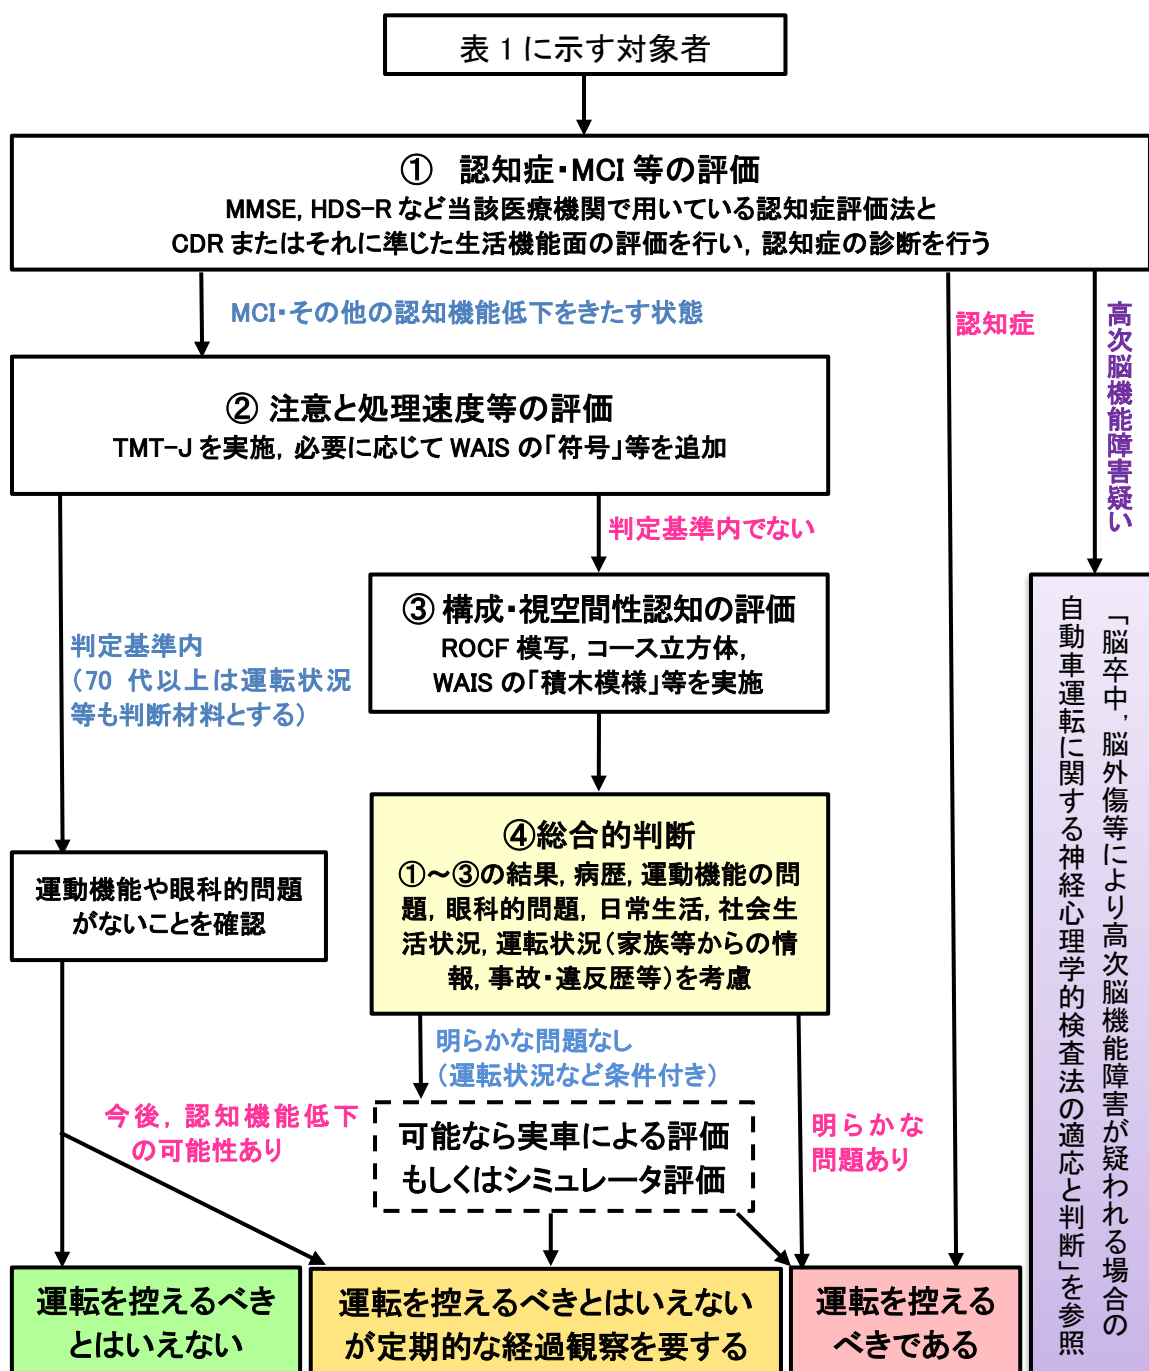 表 1 に示す対象者
① 認知症・MCI 等の評価
MMSE, HDS-R など当該医療機関で用いている認知症評価法と
CDR またはそれに準じた生活機能面の評価を行い, 認知症の診断を行う
MCI・その他の認知機能低下をきたす状態
認知症
高次脳機能障害疑い
② 注意と処理速度等の評価
TMT-J を実施, 必要に応じて WAIS の「符号」等を追加
判定基準内でない
③ 構成・視空間性認知の評価
ROCF 模写, コース立方体,
WAIS の「積木模様」等を実施
判定基準内
（70 代以上は運転状況
等も判断材料とする）
④総合的判断
①～③の結果, 病歴, 運動機能の問
題, 眼科的問題, 日常生活, 社会生
活状況, 運転状況（家族等からの情
報, 事故・違反歴等）を考慮
運動機能や眼科的問題
がないことを確認
「脳卒中, 脳外傷等により高次脳機能障害が疑われる場合の
自動車運転に関する神経心理学的検査法の適応と判断」を参照
明らかな問題なし
（運転状況など条件付き）
今後, 認知機能低下
の可能性あり
可能なら実車による評価
もしくはシミュレータ評価
明らかな
問題あり
運転を控えるべき
とはいえない
運転を控えるべきとはいえない
が定期的な経過観察を要する
運転を控える
べきである